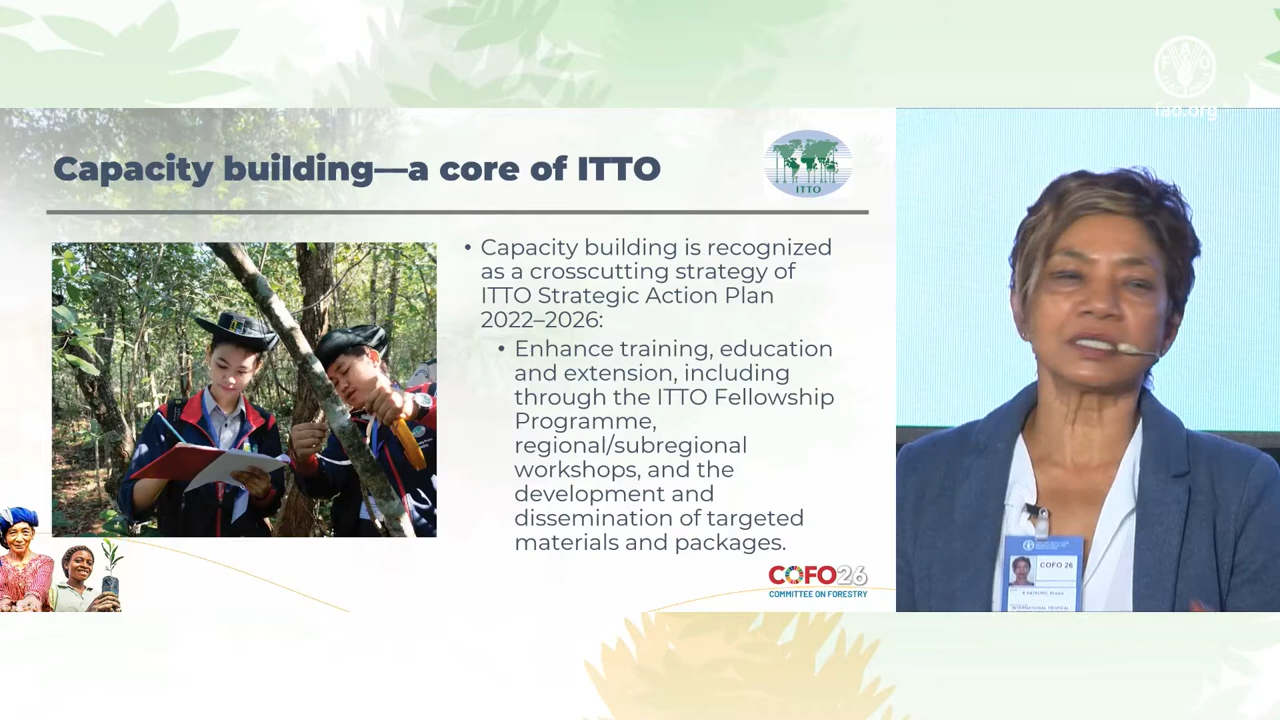 fao.org
Capacity building—a core of ITTO
ITTO
• Capacity building is recognized
as a crosscutting strategy of
ITTO Strategic Action Plan
2022–2026:
• Enhance training, education
and extension, including
through the ITTO Fellowship
Programme,
regional/subregional
workshops, and the
development and
dissemination of targeted
materials and packages.
COFO26
COMMITTEE ON FORESTRY
COFO 26
INTERNATIONAL TROPICAL